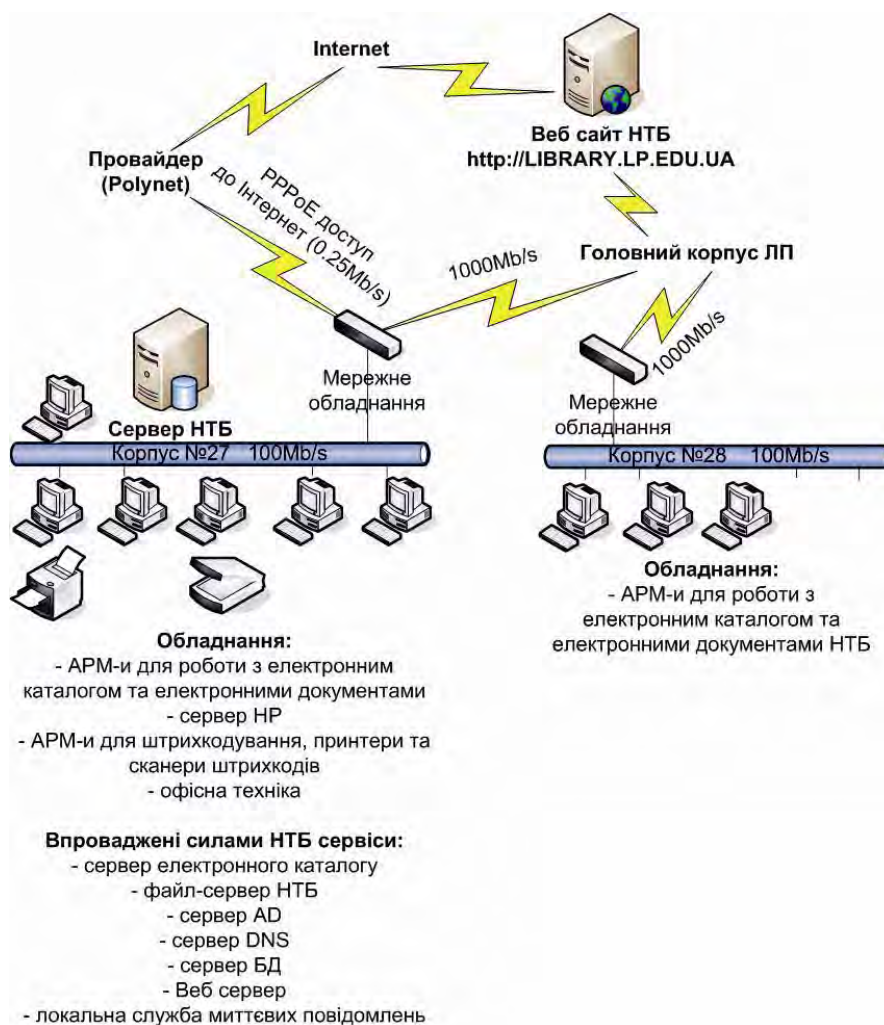 Internet
Веб сайт НТБ
http://LIBRARY.LP.EDU.UA
Провайдер
(Polynet)
PPPoE доступ
до Інтернет (0.25Mb/s)
1000Mb/s
Головний корпус ЛП
1000Mb/s
Мережне
обладнання
Мережне
обладнання
Сервер НТБ
Корпус №27 100Mb/s
Корпус №28 100Mb/s
Обладнання:
- АРМ-и для роботи з електронним
каталогом та електронними документами
- сервер HP
- АРМ-и для штрихкодування, принтери та
сканери штрихкодів
- офісна техніка
Обладнання:
- АРМ-и для роботи з
електронним каталогом та
електронними документами НТБ
Впроваджені силами НТБ сервіси:
- сервер електронного каталогу
- файл-сервер НТБ
- сервер AD
- сервер DNS
- сервер БД
- Веб сервер
- локальна служба миттєвих повідомлень